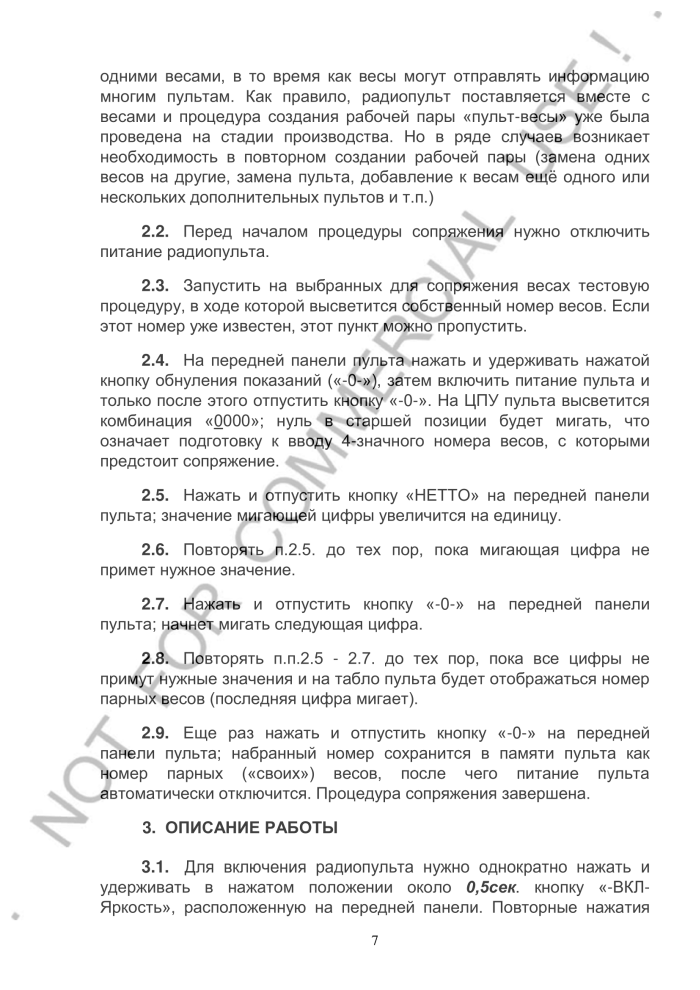 одними весами, в то время как весы могут отправлять информацию
многим пультам. Как правило, радиопульт поставляется вместе с
весами и процедура создания рабочей пары «пульт-весы» уже была
проведена на стадии производства. Но в ряде случаев возникает
необходимость в повторном создании рабочей пары (замена одних
весов на другие, замена пульта, добавление к весам ещё одного или
нескольких дополнительных пультов и т.п.)
2.2. Перед началом процедуры сопряжения нужно отключить
питание радиопульта.
2.3. Запустить на выбранных для сопряжения весах тестовую
процедуру, в ходе которой высветится собственный номер весов. Если
этот номер уже известен, этот пункт можно пропустить.
2.4. На передней панели пульта нажать и удерживать нажатой
кнопку обнуления показаний («-0-»), затем включить питание пульта и
только после этого отпустить кнопку «-0-». На ЦПУ пульта высветится
комбинация «0000»; нуль в старшей позиции будет мигать, что
означает подготовку к вводу 4-значного номера весов, с которыми
предстоит сопряжение.
2.5. Нажать и отпустить кнопку «НЕТТО» на передней панели
пульта; значение мигающей цифры увеличится на единицу.
2.6. Повторять п.2.5. до тех пор, пока мигающая цифра не
примет нужное значение.
2.7. Нажать и отпустить кнопку «-0-» на передней панели
пульта; начнет мигать следующая цифра.
2.8. Повторять п.п.2.5 - 2.7. до тех пор, пока все цифры не
примут нужные значения и на табло пульта будет отображаться номер
парных весов (последняя цифра мигает).
2.9. Еще раз нажать и отпустить кнопку «-0-» на передней
панели пульта; набранный номер сохранится в памяти пульта как
номер парных («своих») весов, после чего питание пульта
автоматически отключится. Процедура сопряжения завершена.
3. ОПИСАНИЕ РАБОТЫ
3.1. Для включения радиопульта нужно однократно нажать и
удерживать в нажатом положении около 0,5сек. кнопку «-ВКЛ-
Яркость», расположенную на передней панели. Повторные нажатия
7
NOT FOR COMMERCIAL USE !